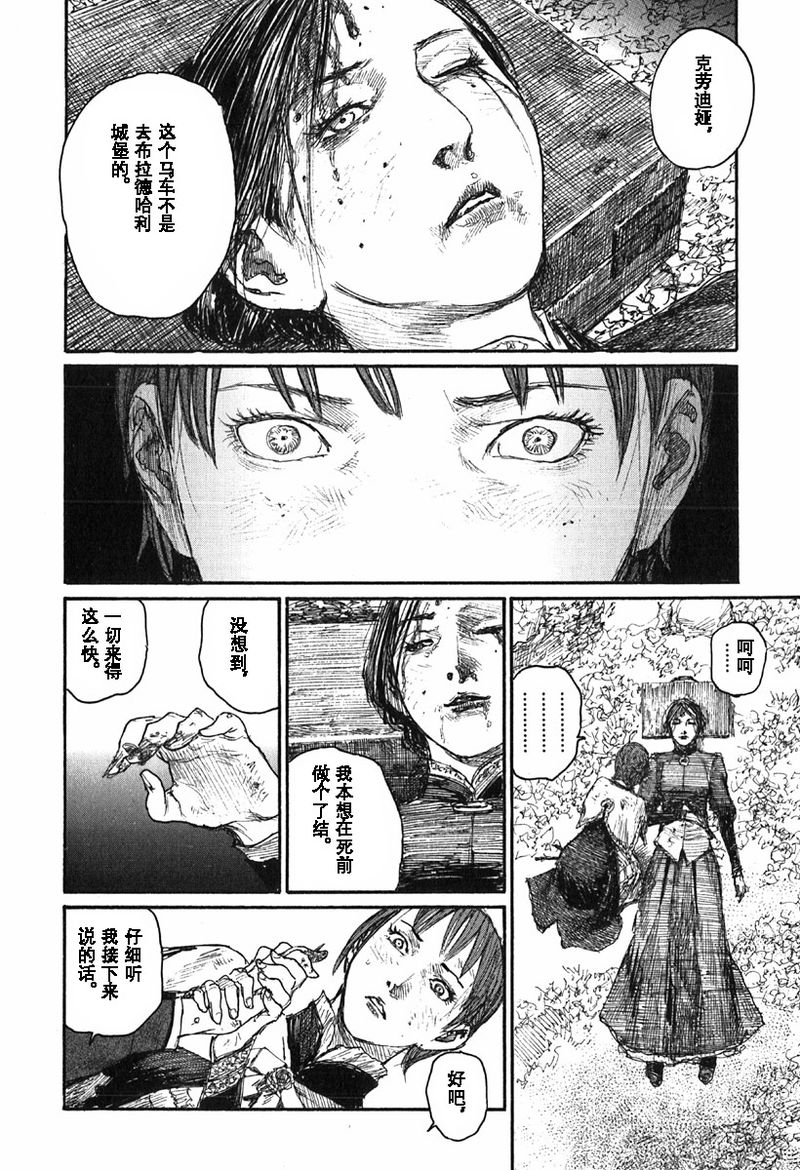 克劳迪娅,
这个马车不是
去布拉德哈利
城堡的。
呵呵
……
………
………
我本想在死前
做个了结。
没想到,
一切来得
这么快。
好吧,
仔细听
我接下来
说的话。